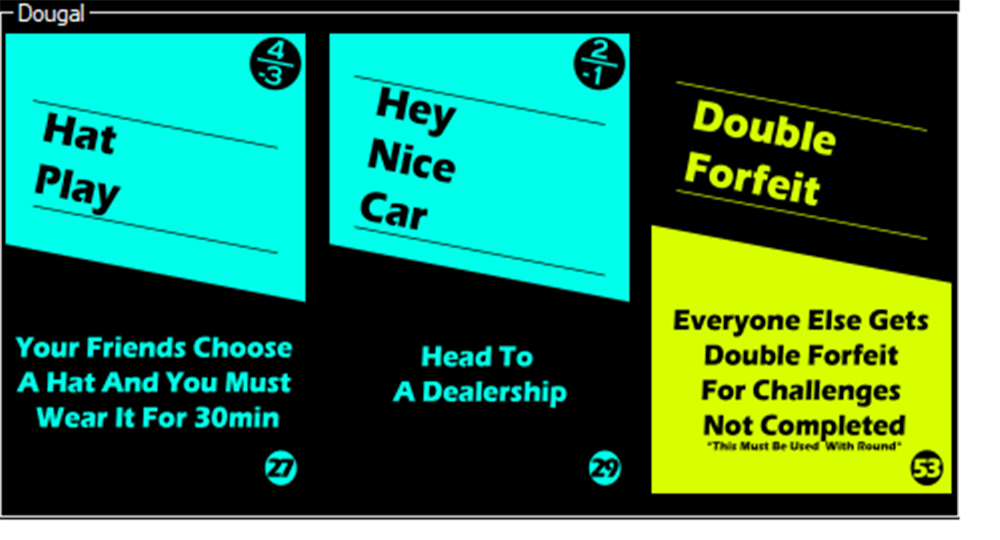 Dougal
4
-3
Hat
Play
Your Friends Choose
A Hat And You Must
Wear It For 30min
27
2
-1
Hey
Nice
Car
Head To
A Dealership
29
Double
Forfeit
Everyone Else Gets
Double Forfeit
For Challenges
Not Completed
"This Must Be Used With Round"
53